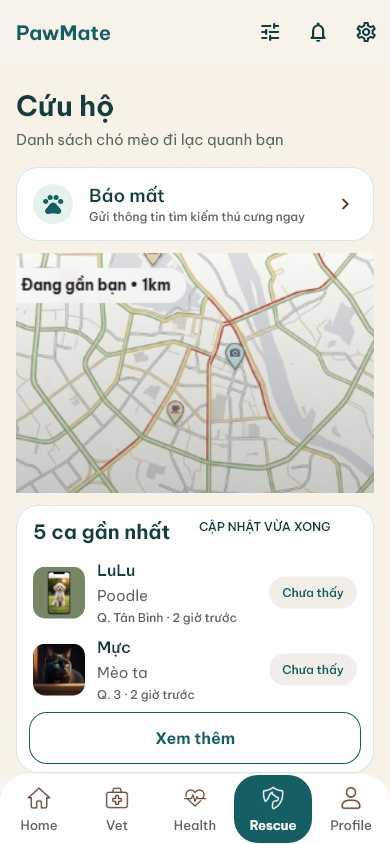 PawMate
Cứu hộ
Danh sách chó mèo đi lạc quanh bạn
Báo mất
Gửi thông tin tìm kiếm thú cưng ngay
Đang gần bạn • 1km
5 ca gần nhất
CẬP NHẬT VỪA XONG
LuLu
Poodle
Chưa thấy
Q. Tân Bình · 2 giờ trước
Mực
Mèo ta
Chưa thấy
Q. 3 · 2 giờ trước
Xem thêm
Home
Vet
Health
Rescue
Profile